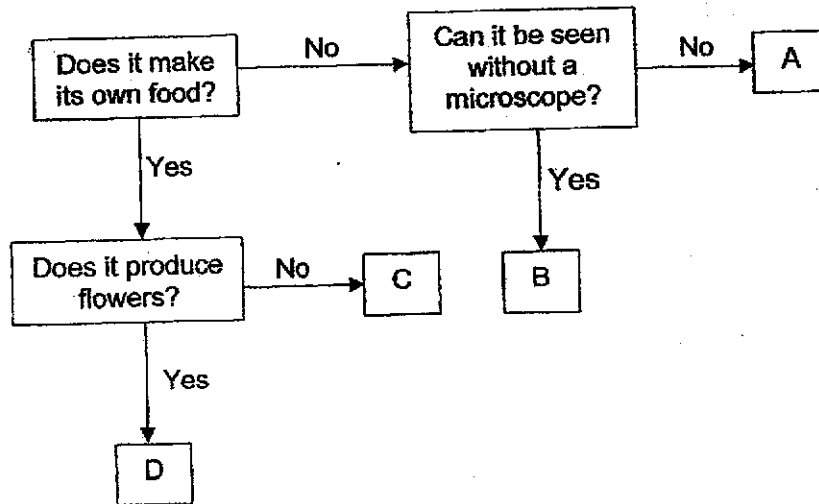 Does it make
its own food?
No
Can it be seen
without a
microscope?
No
A
Yes
Yes
Does it produce
flowers?
No
C
B
Yes
D